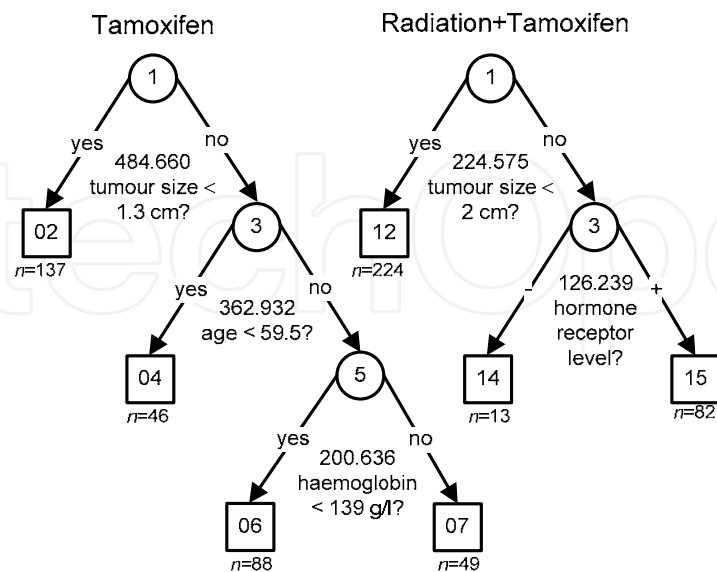 Tamoxifen
1
yes
no
484.660
tumour size <
1.3 cm?
02
n=137
3
yes
no
362.932
age < 59.5?
04
n=46
5
yes
no
200.636
haemoglobin
< 139 g/l?
06
n=88
07
n=49
Radiation+Tamoxifen
1
yes
no
224.575
tumour size <
2 cm?
12
n=224
3
-
+
126.239
hormone
receptor
level?
14
n=13
15
n=82